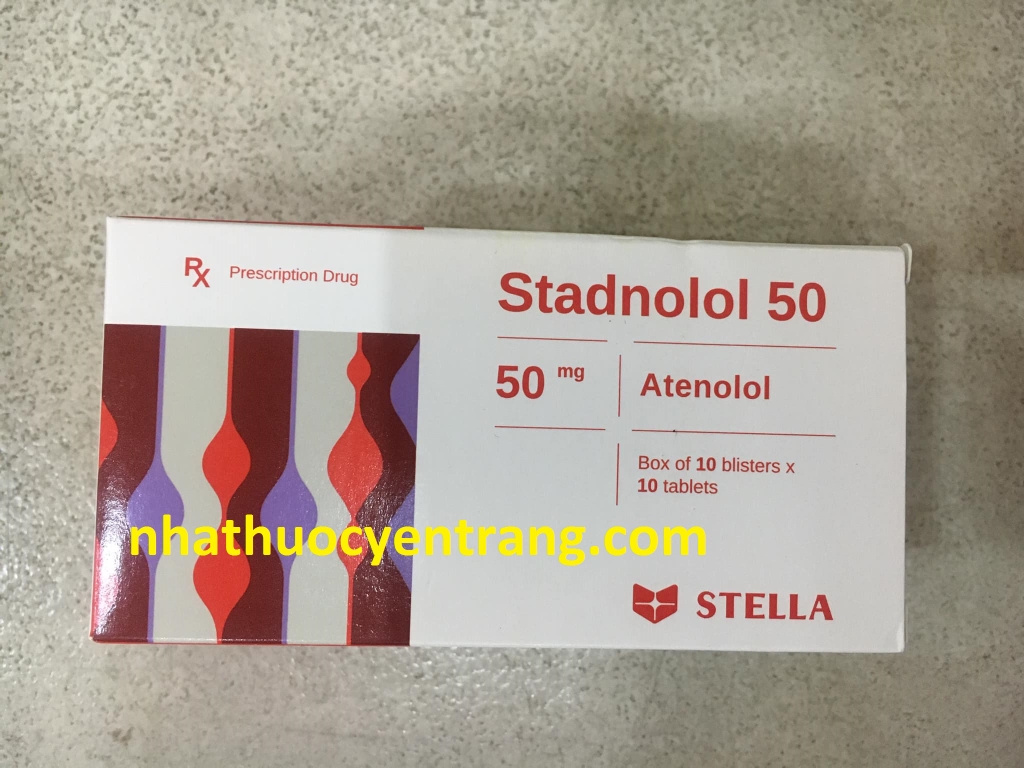 Rx Prescription Drug
Stadnolol 50
50 mg
Atenolol
Box of 10 blisters x
10 tablets
nhathuocyentrang.com
STELLA